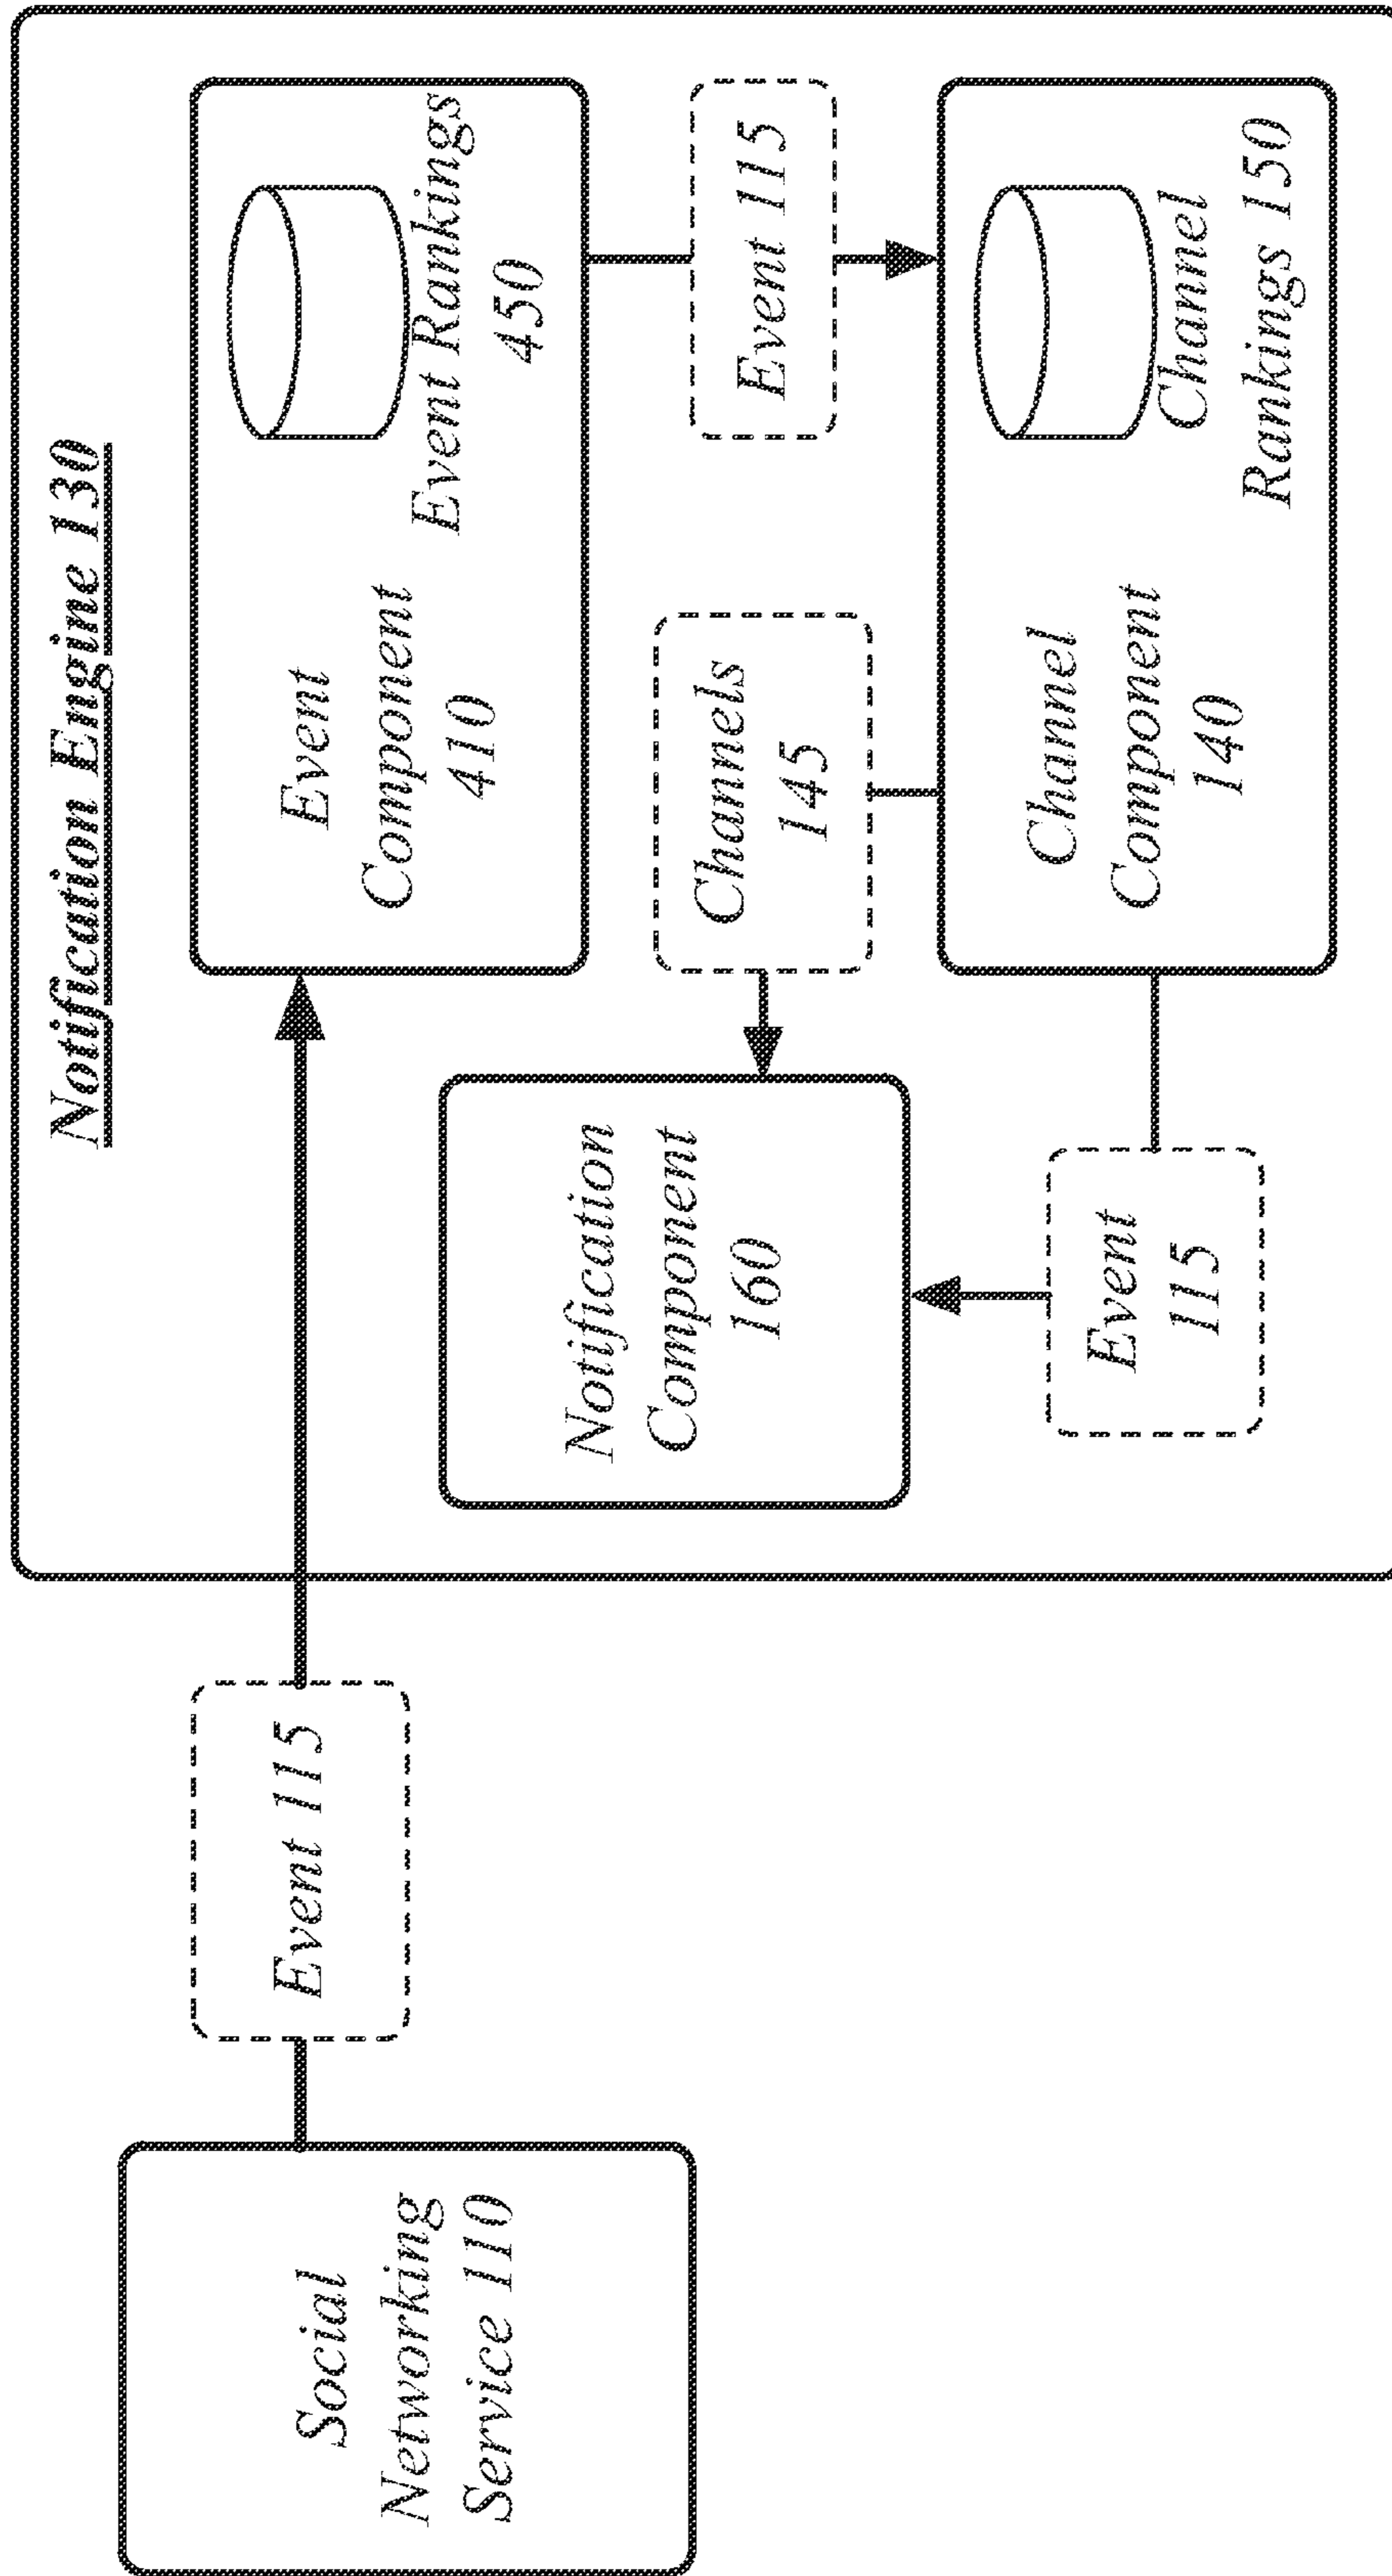 Notification Engine 130
Social
Networking
Service 110
Event 115
Event
Component
410
Event Rankings
450
Notification
Component
160
Channels
145
Event 115
Event
115
Channel
Component
140
Channel
Rankings 150